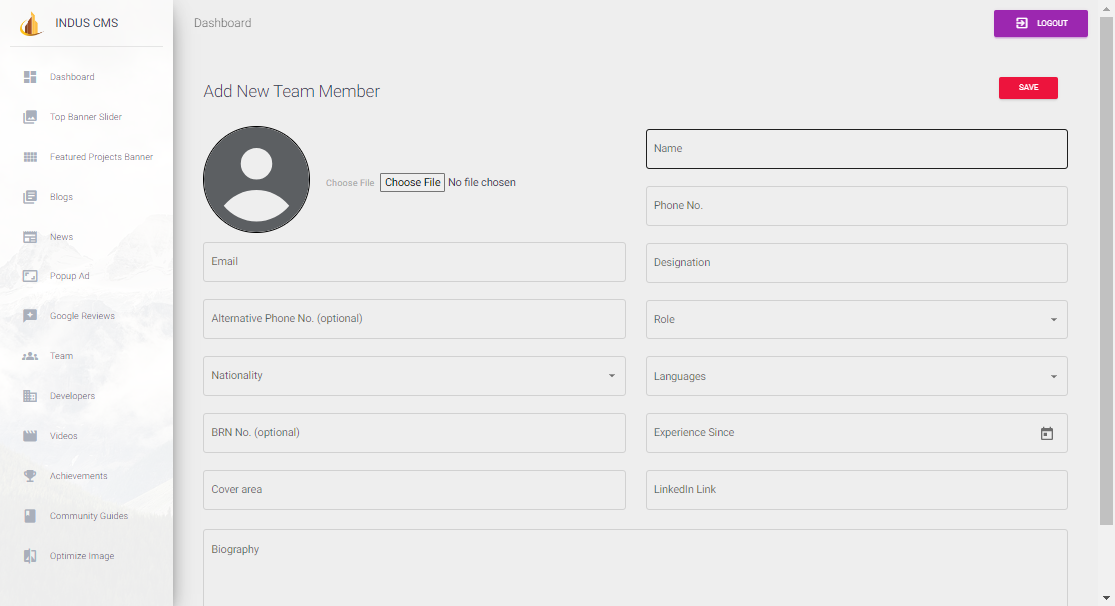 INDUS CMS
Dashboard
Top Banner Slider
Featured Projects Banner
Blogs
News
Popup Ad
Google Reviews
Team
Developers
Videos
Achievements
Community Guides
Optimize Image
Dashboard
LOGOUT
Add New Team Member
SAVE
Choose File Choose File No file chosen
Name
Phone No.
Email
Designation
Alternative Phone No. (optional)
Role
Nationality
Languages
BRN No. (optional)
Experience Since
Cover area
LinkedIn Link
Biography